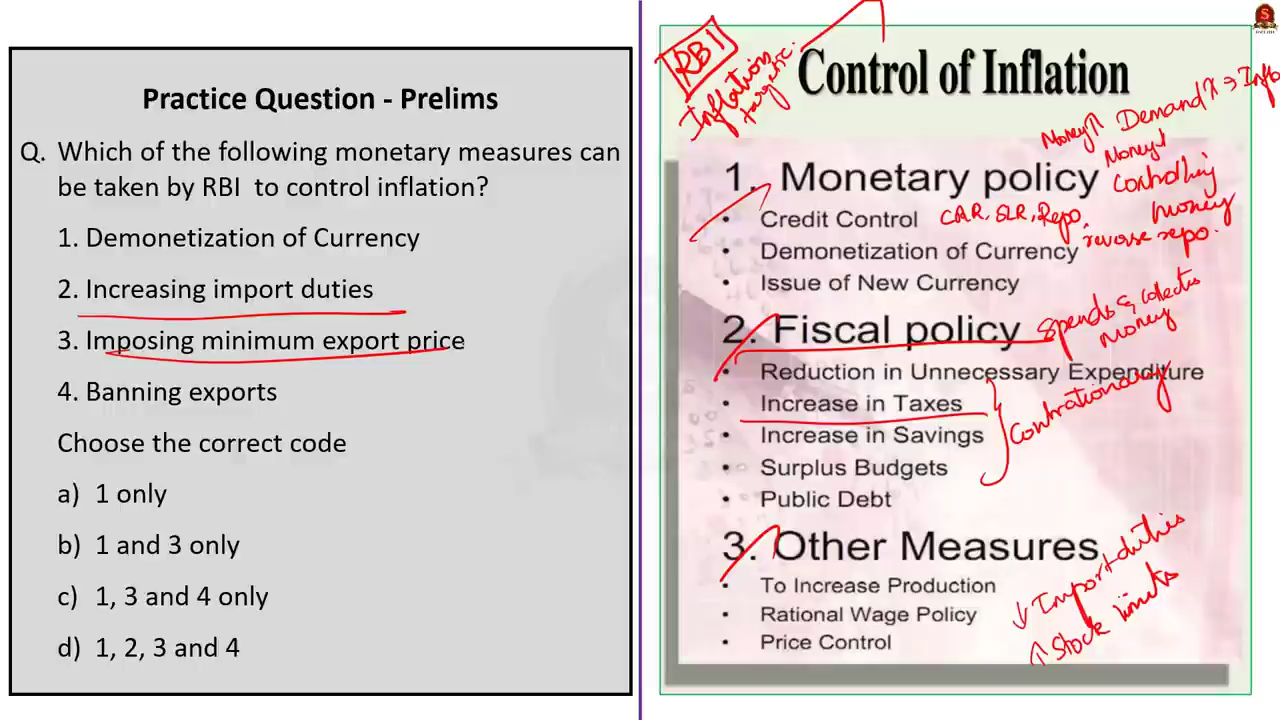 Practice Question - Prelims
Q. Which of the following monetary measures can
be taken by RBI to control inflation?
1. Demonetization of Currency
2. Increasing import duties
3. Imposing minimum export price
4. Banning exports
Choose the correct code
a) 1 only
b) 1 and 3 only
c) 1, 3 and 4 only
d) 1, 2, 3 and 4
RBI
Inflation
Control of Inflation
Money↑ Demand↑ →
Money↓
Controlling
money
1. Monetary policy
• Credit Control
CRR, SLR, Repo,
reverse repo.
• Demonetization of Currency
• Issue of New Currency
2. Fiscal policy
Spends & collects
money
• Reduction in Unnecessary Expenditure
• Increase in Taxes
• Increase in Savings
• Surplus Budgets
• Public Debt
3. Other Measures
• To Increase Production
• Rational Wage Policy
• Price Control
↓ Import duties
↑ Stock limits